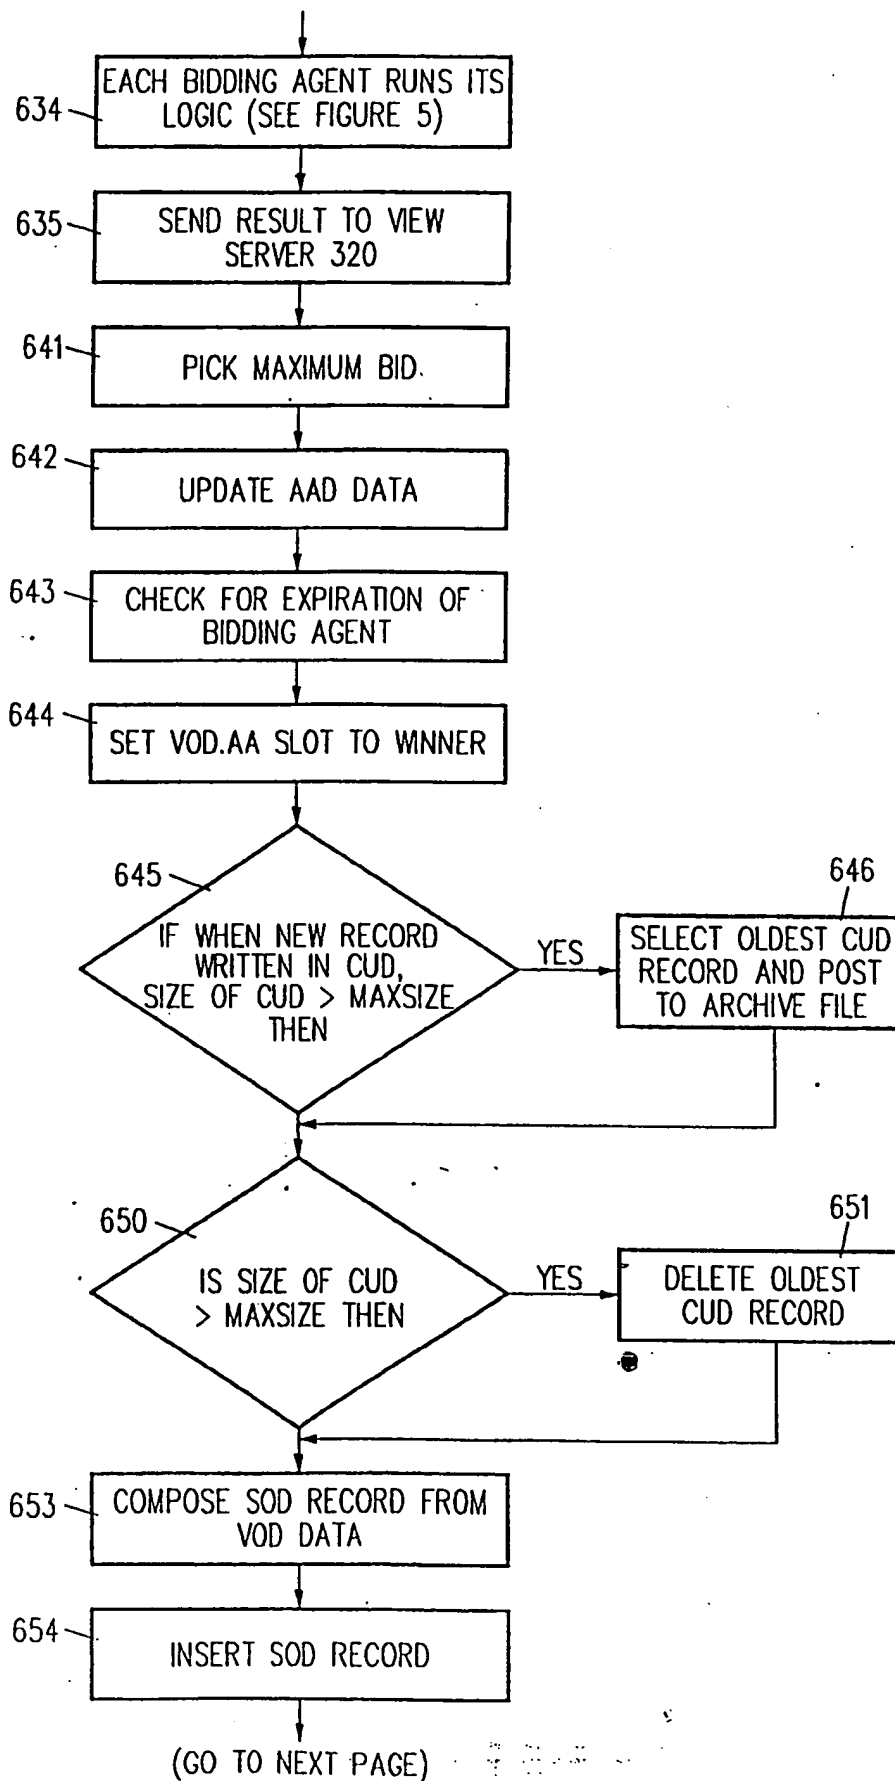 634
EACH BIDDING AGENT RUNS ITS
LOGIC (SEE FIGURE 5)
635
SEND RESULT TO VIEW
SERVER 320
641
PICK MAXIMUM BID
642
UPDATE AAD DATA
643
CHECK FOR EXPIRATION OF
BIDDING AGENT
644
SET VOD.AA SLOT TO WINNER
645
IF WHEN NEW RECORD
WRITTEN IN CUD,
SIZE OF CUD > MAXSIZE
THEN
YES
646
SELECT OLDEST CUD
RECORD AND POST
TO ARCHIVE FILE
650
IS SIZE OF CUD
> MAXSIZE THEN
YES
651
DELETE OLDEST
CUD RECORD
653
COMPOSE SOD RECORD FROM
VOD DATA
654
INSERT SOD RECORD
(GO TO NEXT PAGE)